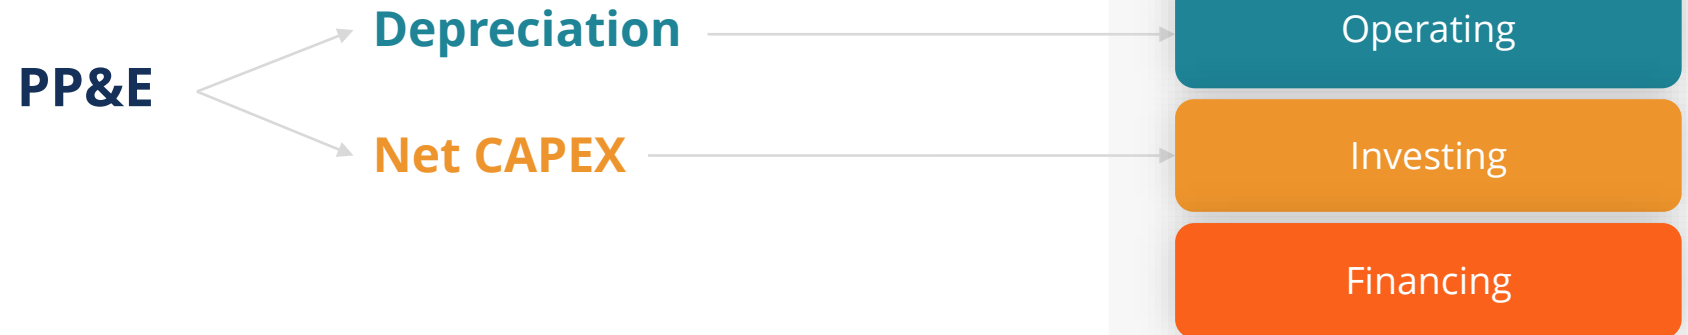 Depreciation
Operating
PP&E
Net CAPEX
Investing
Financing